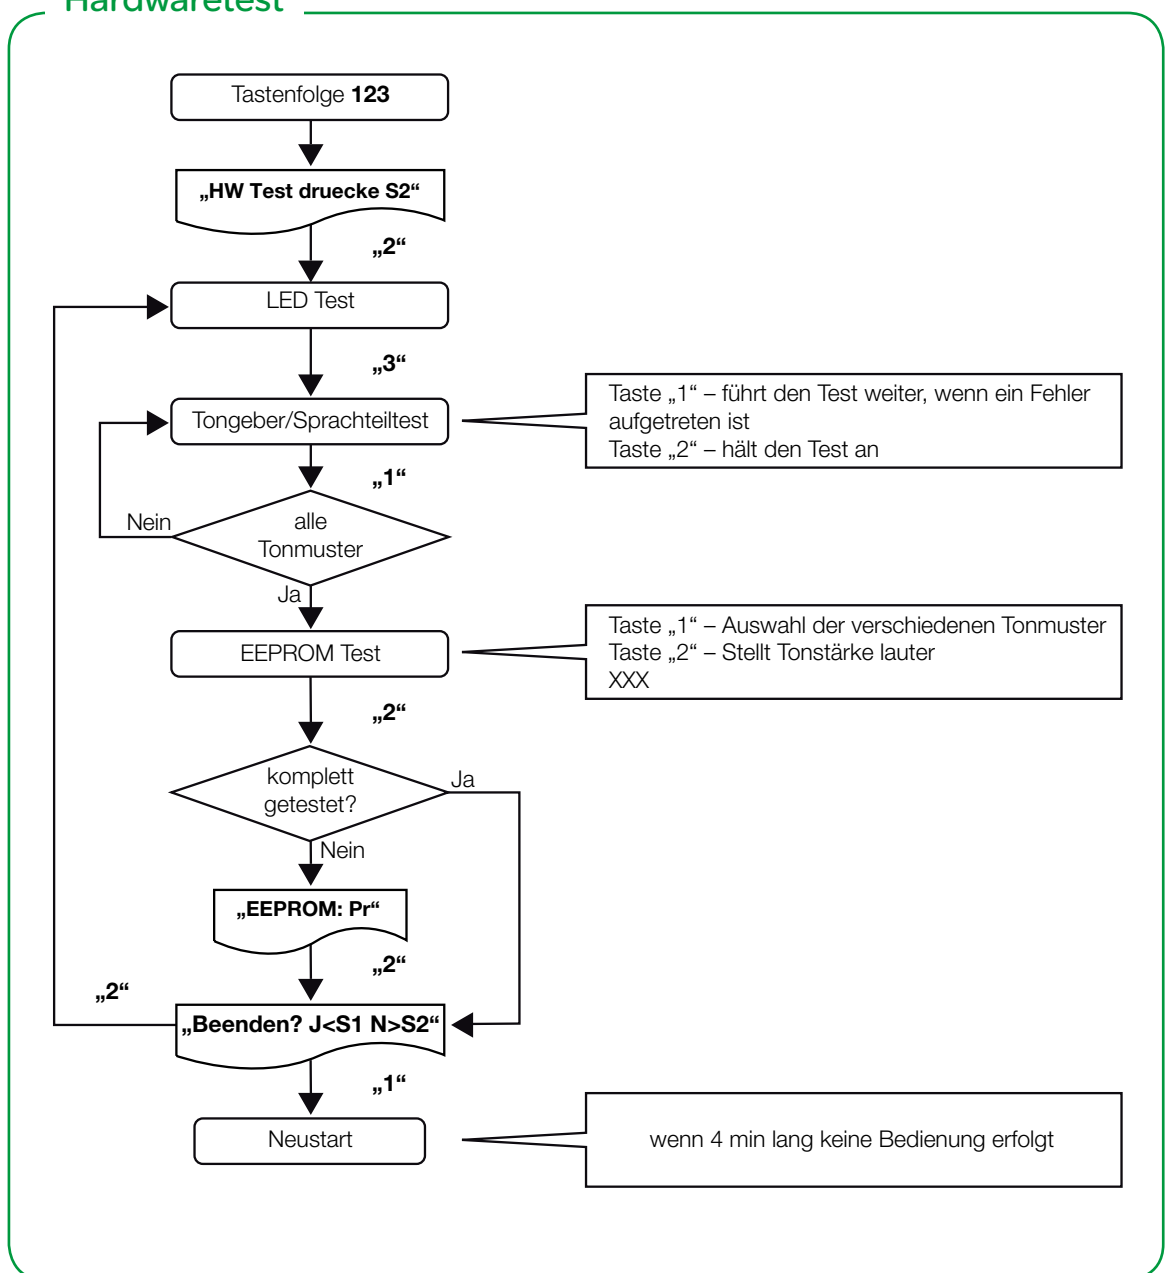 Hardwaretest
Tastenfolge 123
„HW Test druecke S2“
„2“
LED Test
„3“
Tongeber/Sprachteiltest
Taste „1“ – führt den Test weiter, wenn ein Fehler
aufgetreten ist
Taste „2“ – hält den Test an
„1“
Nein
alle
Tonmuster
Ja
EEPROM Test
Taste „1“ – Auswahl der verschiedenen Tonmuster
Taste „2“ – Stellt Tonstärke lauter
XXX
„2“
komplett
getestet?
Ja
Nein
„EEPROM: Pr“
„2“
„2“
„Beenden? J<S1 N>S2“
„1“
Neustart
wenn 4 min lang keine Bedienung erfolgt